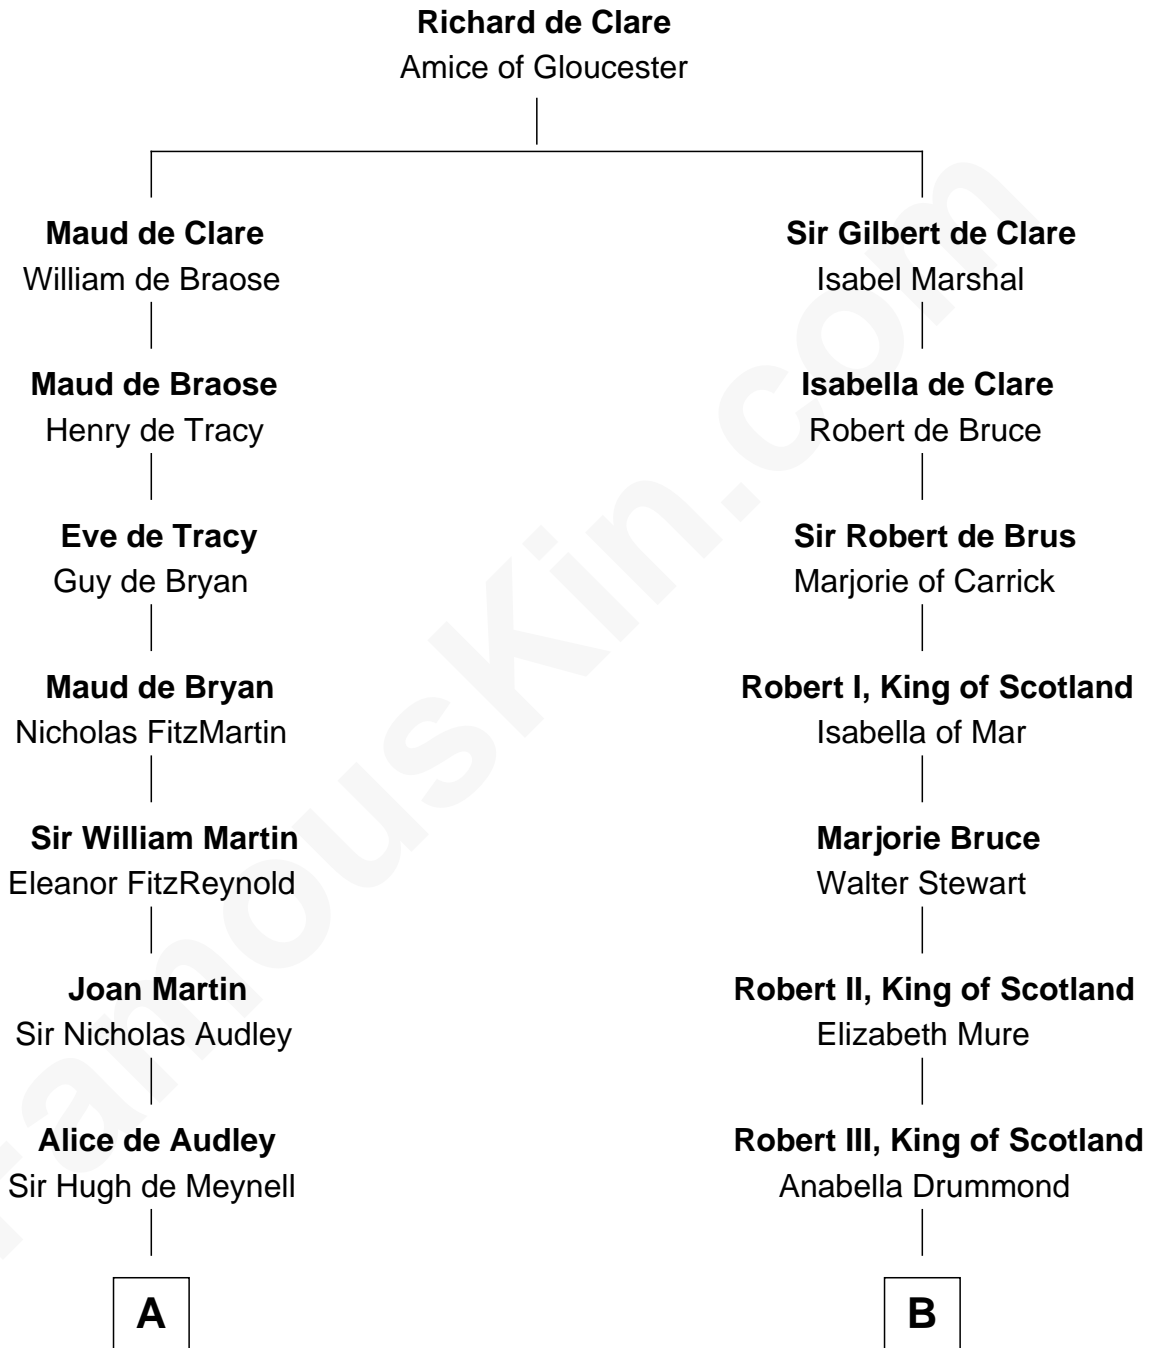 Richard de Clare
Amice of Gloucester
Maud de Clare
William de Braose
Maud de Braose
Henry de Tracy
Eve de Tracy
Guy de Bryan
Maud de Bryan
Nicholas FitzMartin
Sir William Martin
Eleanor FitzReynold
Joan Martin
Sir Nicholas Audley
Alice de Audley
Sir Hugh de Meynell
A
Sir Gilbert de Clare
Isabel Marshal
Isabella de Clare
Robert de Bruce
Sir Robert de Brus
Marjorie of Carrick
Robert I, King of Scotland
Isabella of Mar
Marjorie Bruce
Walter Stewart
Robert II, King of Scotland
Elizabeth Mure
Robert III, King of Scotland
Anabella Drummond
B
FamousKin.com